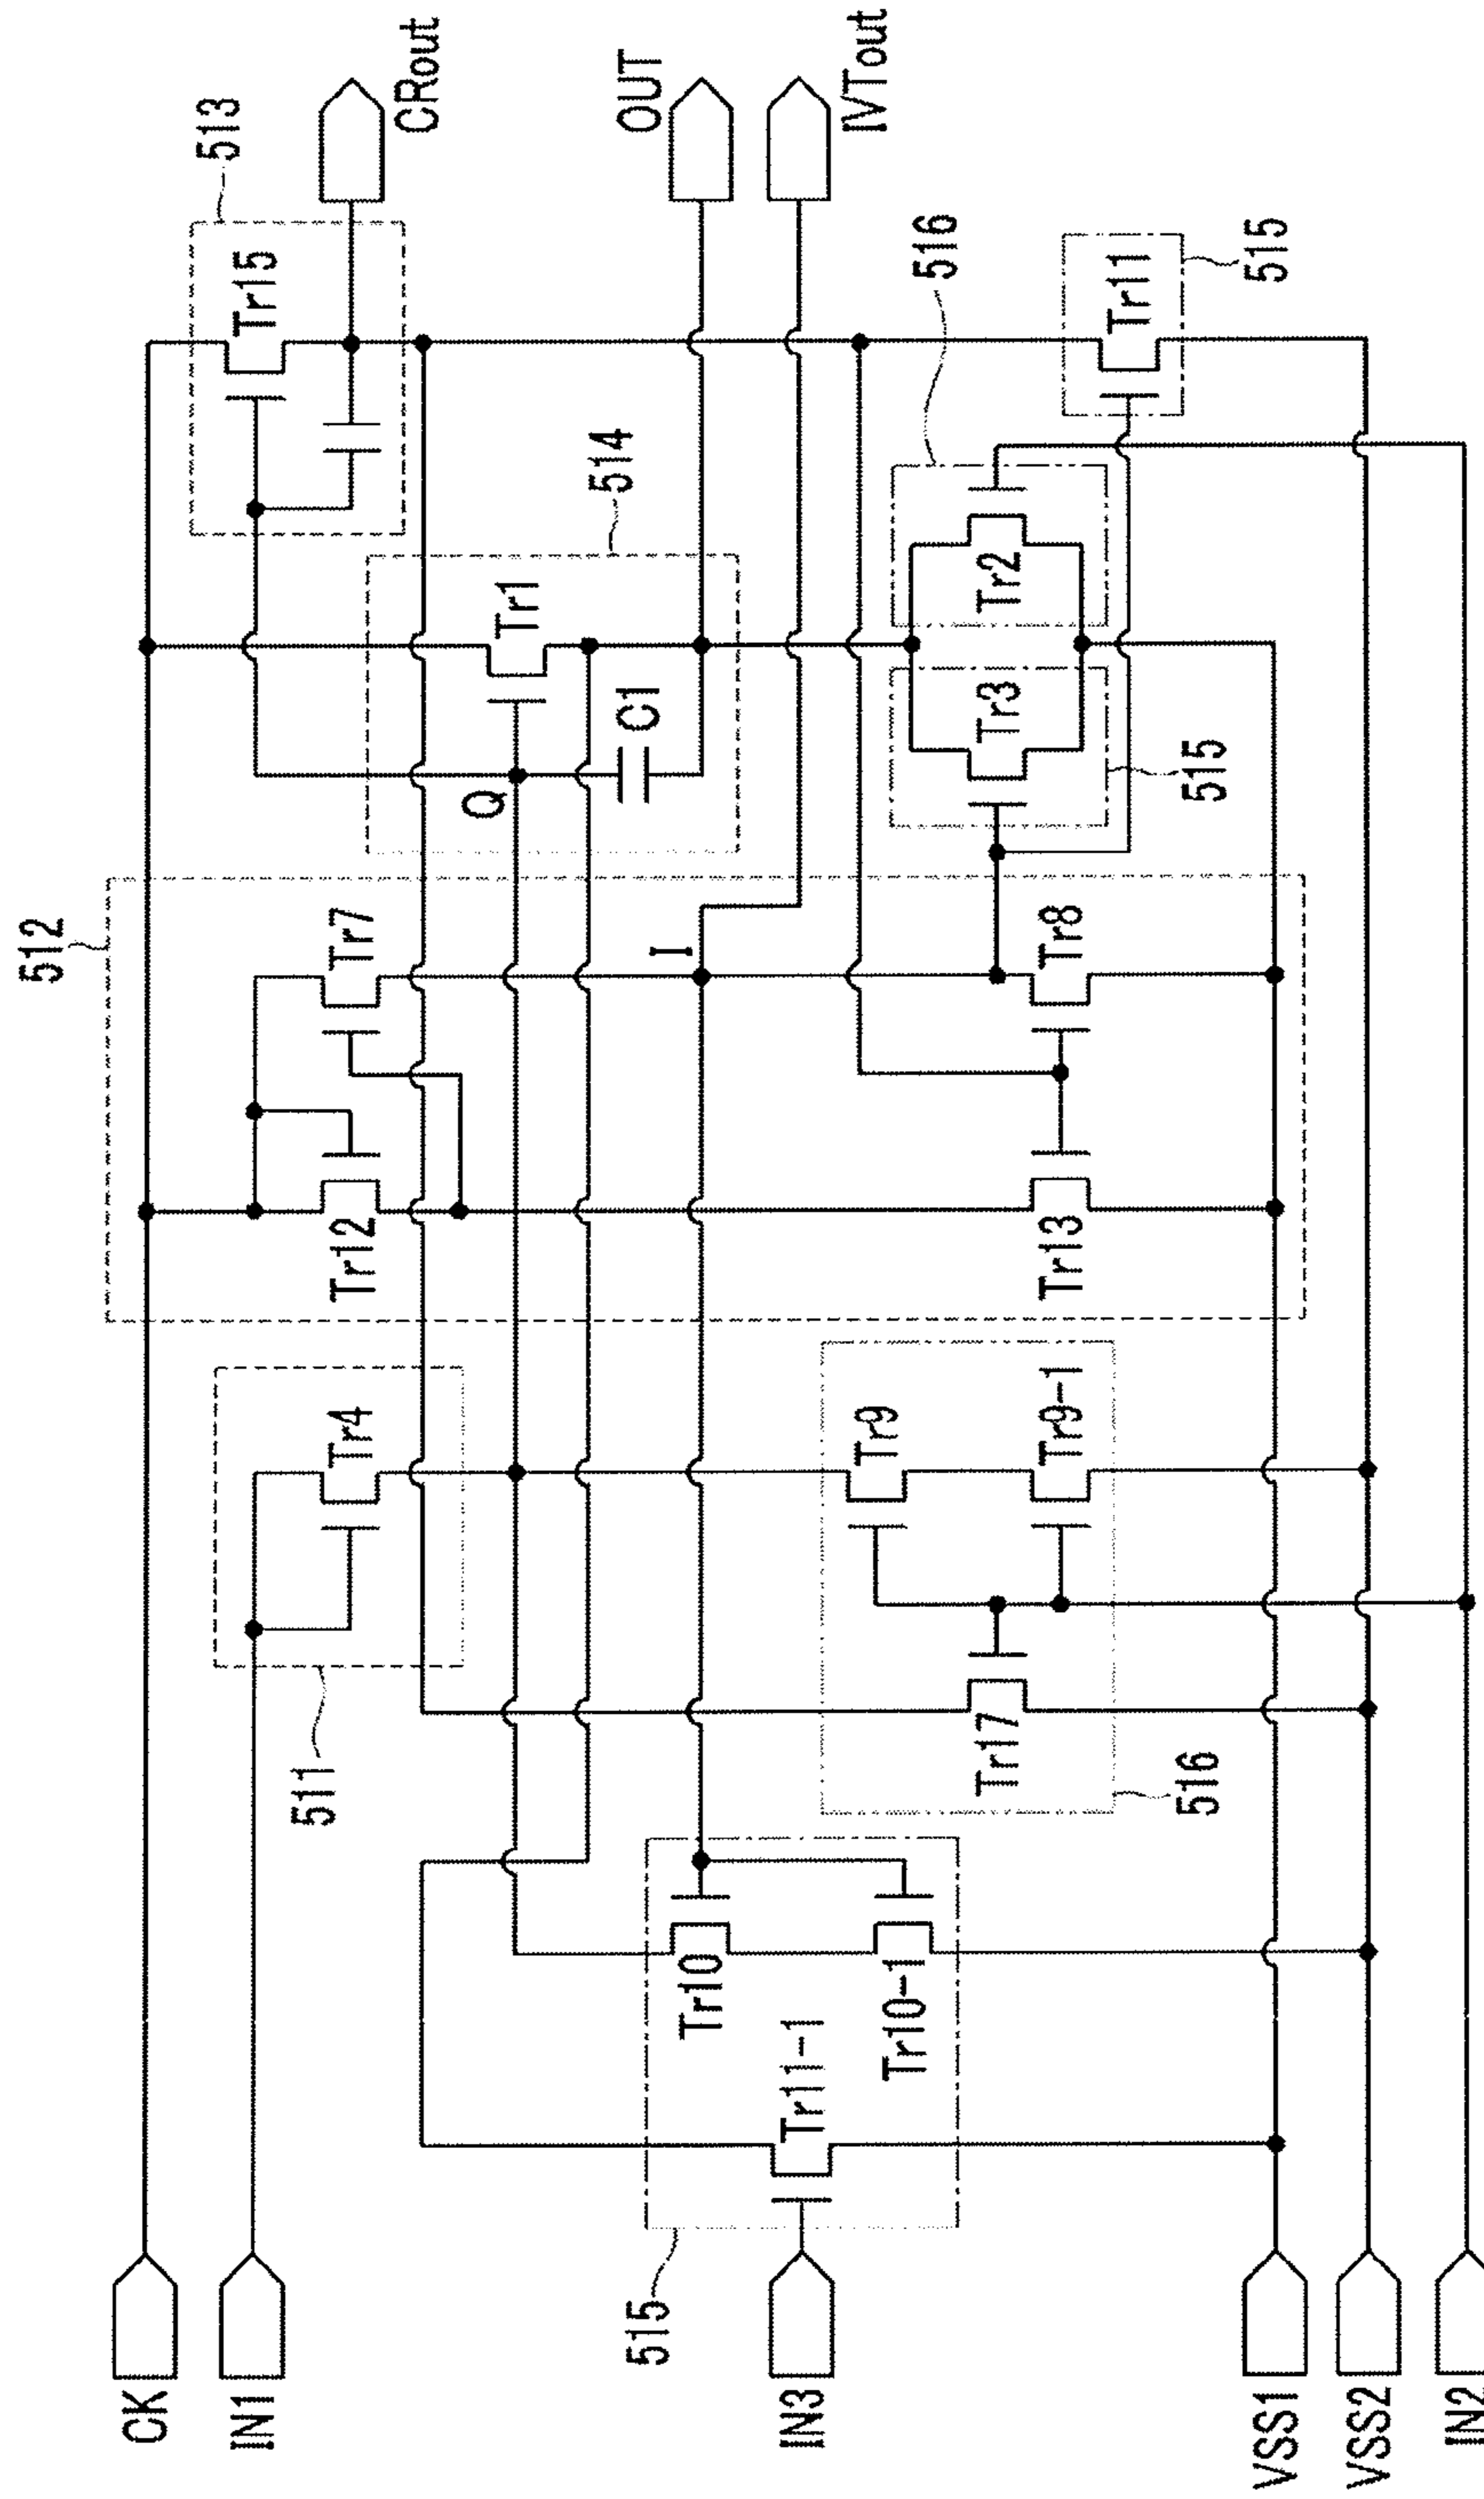 CK
IN1
IN3
VSS1
VSS2
IN2
511
512
513
514
515
516
515
516
515
Tr4
Tr12
Tr7
Tr15
CRout
Q
Tr1
C1
OUT
I
IVTout
Tr10
Tr10-1
Tr11-1
Tr17
Tr9
Tr9-1
Tr13
Tr8
Tr3
Tr2
Tr11